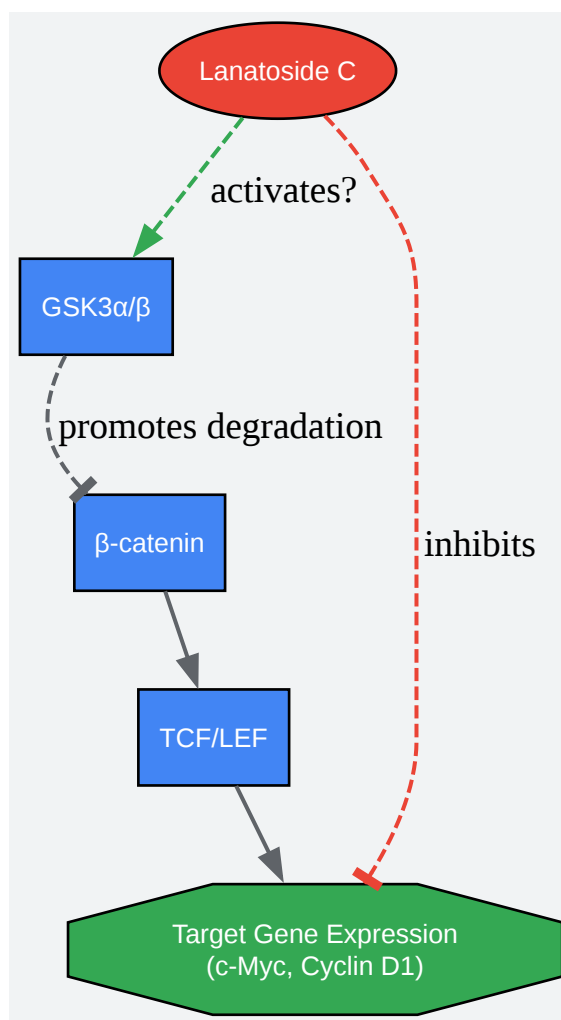 Lanatoside C
activates?
GSK3α/β
promotes degradation
β-catenin
inhibits
TCF/LEF
Target Gene Expression
(c-Myc, Cyclin D1)